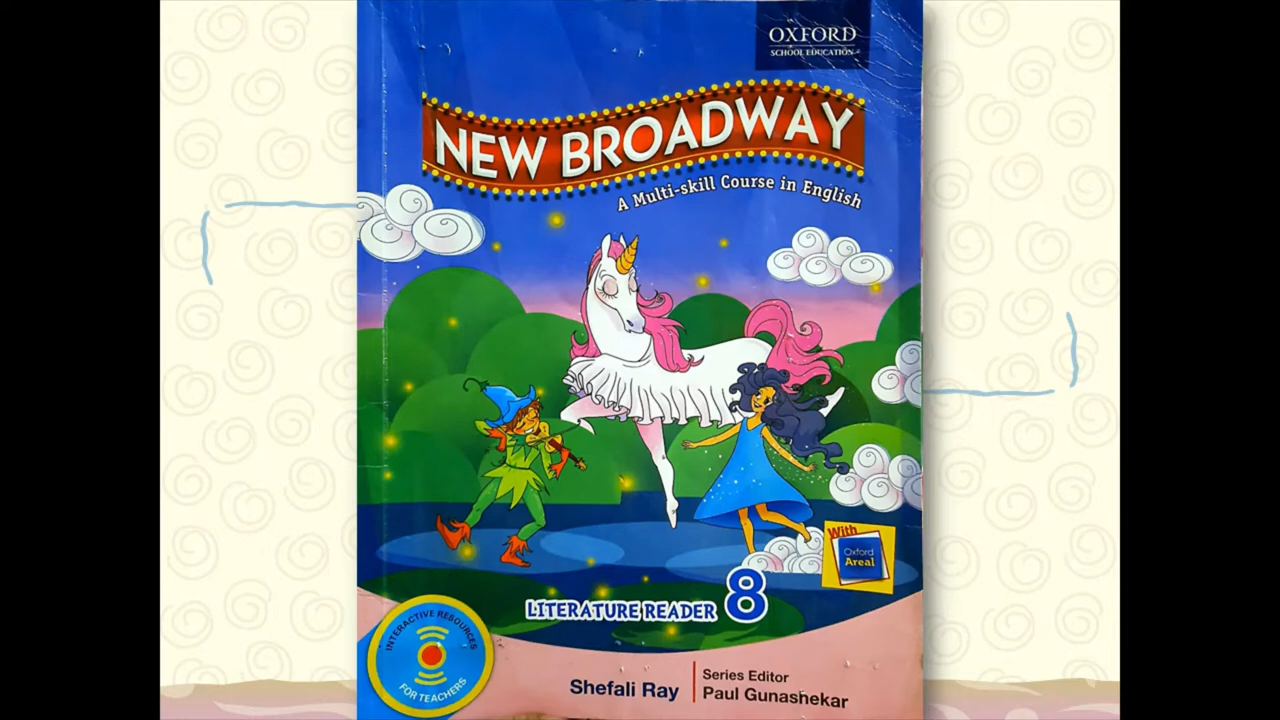 OXFORD
SCHOOL EDUCATION
NEW BROADWAY
A Multi-skill Course in English
With
Oxford
Areal
LITERATURE READER 8
INTERACTIVE RESOURCES
FOR TEACHERS
Shefali Ray
Series Editor
Paul Gunashekar